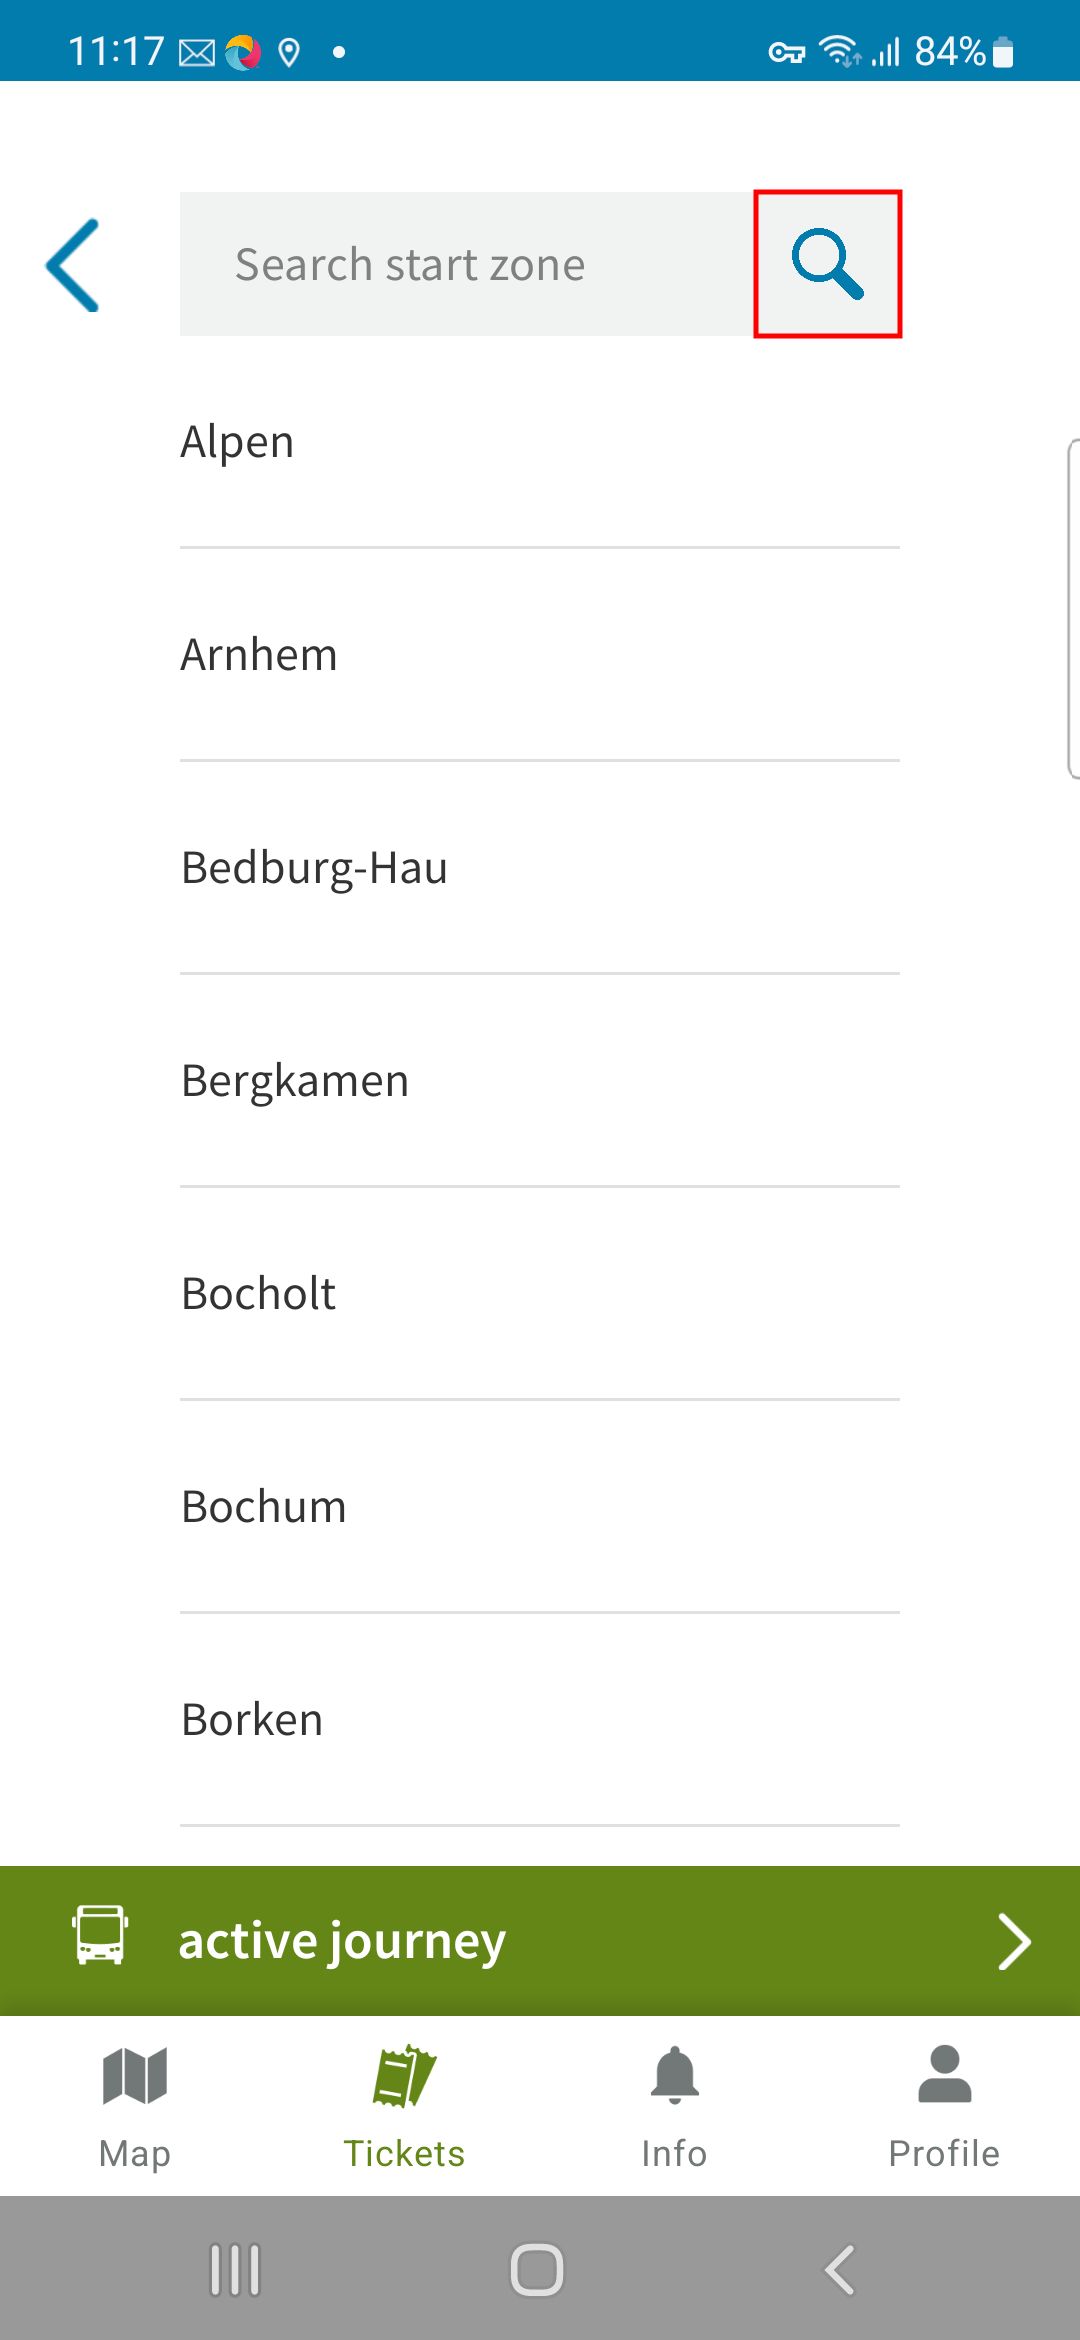 11:17 84%
Search start zone
Alpen
Arnhem
Bedburg-Hau
Bergkamen
Bocholt
Bochum
Borken
active journey
Map Tickets Info Profile